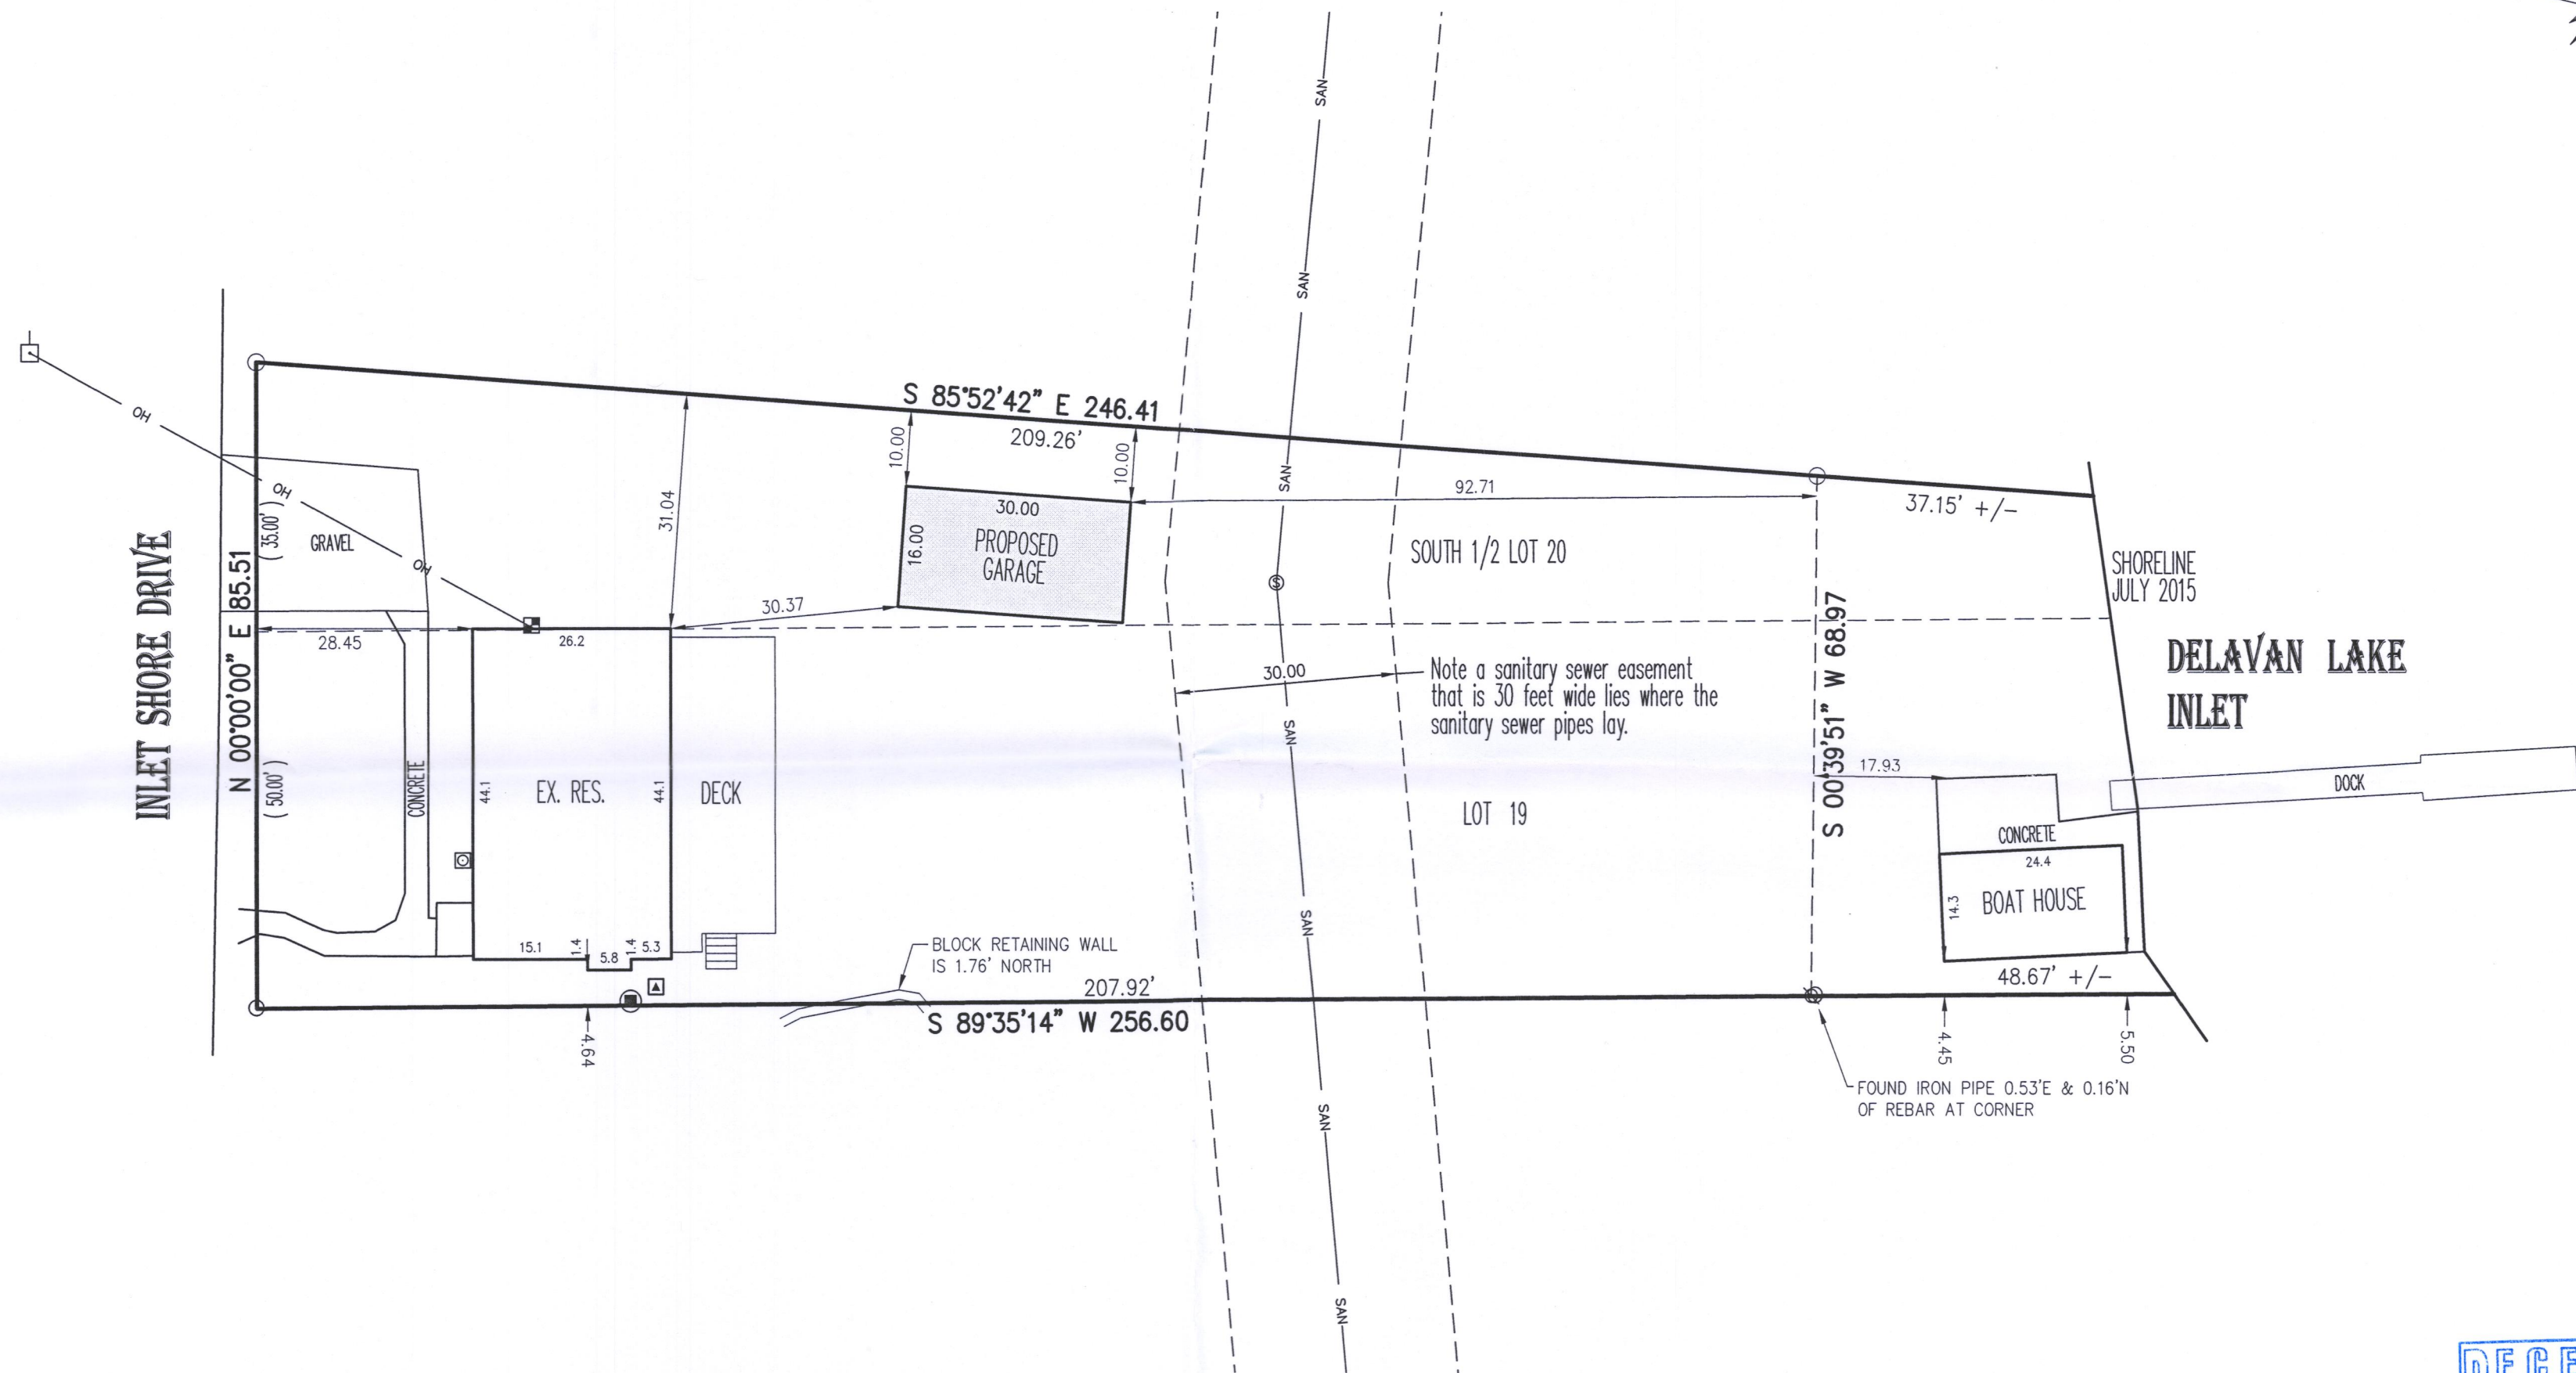 SAN
SAN
S 85°52'42" E 246.41
209.26'
10.00
10.00
OH
OH
OH
SAN
92.71
37.15' +/-
31.04
30.00
16.00
PROPOSED
GARAGE
SOUTH 1/2 LOT 20
SHORELINE
JULY 2015
(35.00')
GRAVEL
INLET SHORE DRIVE
N 00°00'00" E 85.51
30.37
28.45
26.2
30.00
Note a sanitary sewer easement
that is 30 feet wide lies where the
sanitary sewer pipes lay.
S 00°39'51" W 68.97
DELAVAN LAKE
INLET
SAN
17.93
DOCK
(50.00')
CONCRETE
44.1
EX. RES.
44.1
DECK
LOT 19
CONCRETE
24.4
14.3
BOAT HOUSE
15.1
1.4
5.8
1.4
5.3
BLOCK RETAINING WALL
IS 1.76' NORTH
SAN
207.92'
48.67' +/-
S 89°35'14" W 256.60
4.64
4.45
5.50
S
FOUND IRON PIPE 0.53'E & 0.16'N
OF REBAR AT CORNER
SAN
SAN